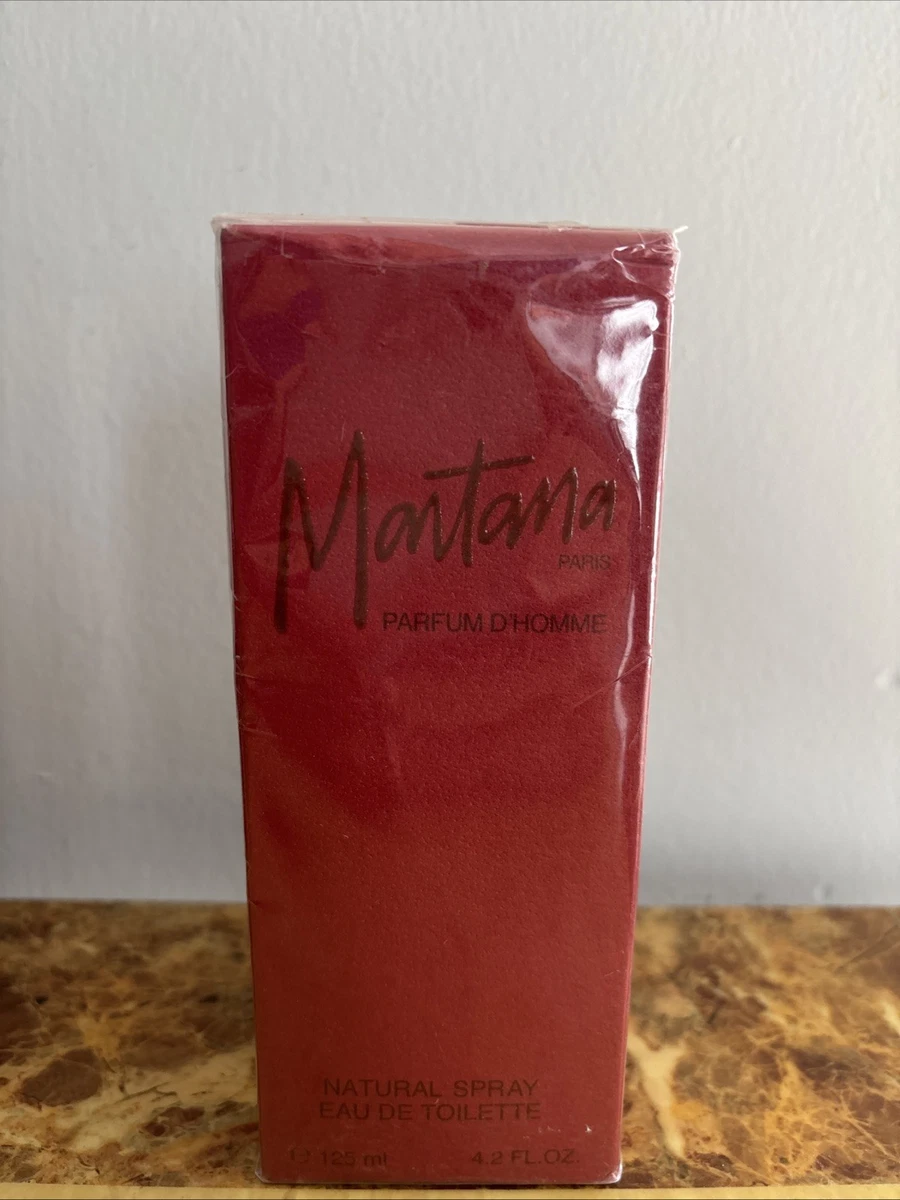 Montana
PARIS
PARFUM D'HOMME
NATURAL SPRAY
EAU DE TOILETTE
125 ml 4.2 FL.OZ.